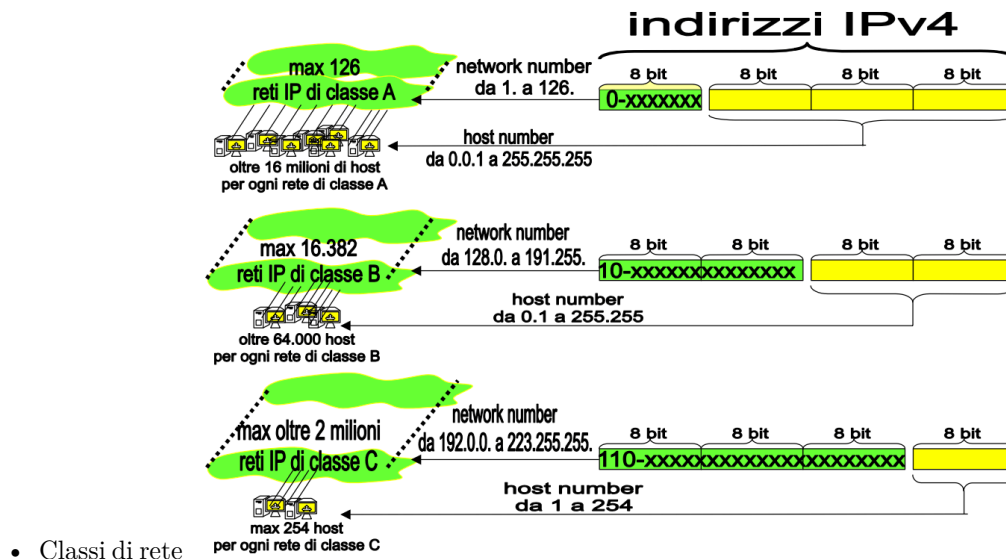 indirizzi IPv4
max 126
reti IP di classe A
network number
da 1. a 126.
8 bit 8 bit 8 bit 8 bit
0-xxxxxxx
host number
da 0.0.1 a 255.255.255
oltre 16 milioni di host
per ogni rete di classe A
max 16.382
reti IP di classe B
network number
da 128.0. a 191.255.
8 bit 8 bit 8 bit 8 bit
10-xxxxxxxxxxxxxx
host number
da 0.1 a 255.255
oltre 64.000 host
per ogni rete di classe B
max oltre 2 milioni
reti IP di classe C
network number
da 192.0.0. a 223.255.255.
8 bit 8 bit 8 bit 8 bit
110-xxxxxxxxxxxxxxxxxxxxx
host number
da 1 a 254
max 254 host
per ogni rete di classe C
• Classi di rete